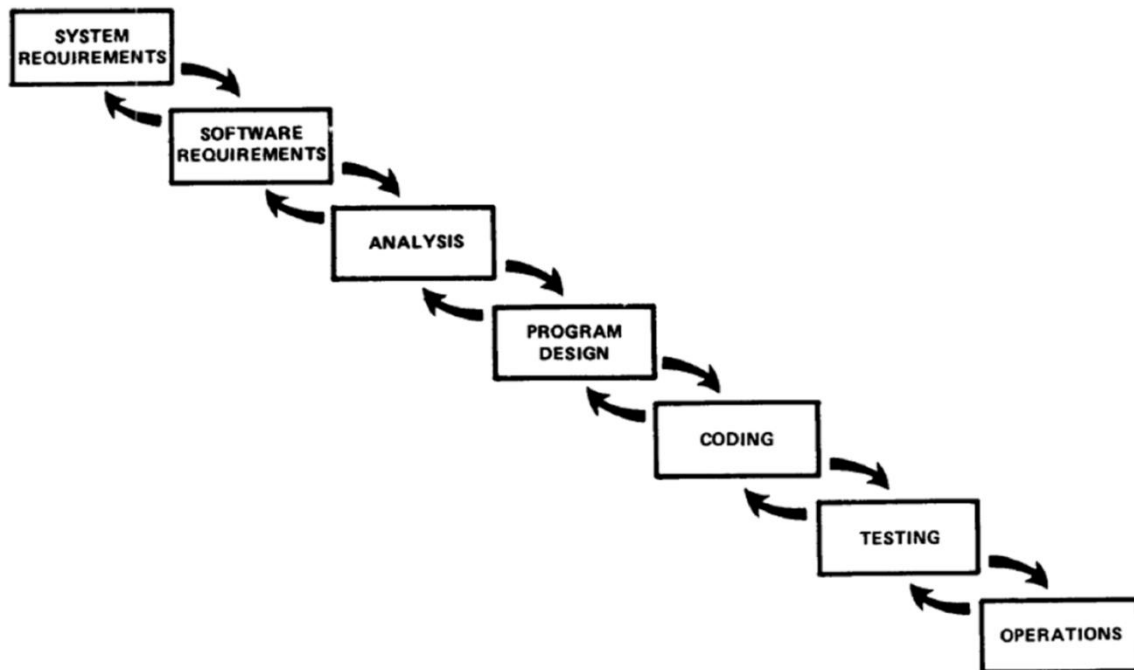 SYSTEM
REQUIREMENTS
SOFTWARE
REQUIREMENTS
ANALYSIS
PROGRAM
DESIGN
CODING
TESTING
OPERATIONS